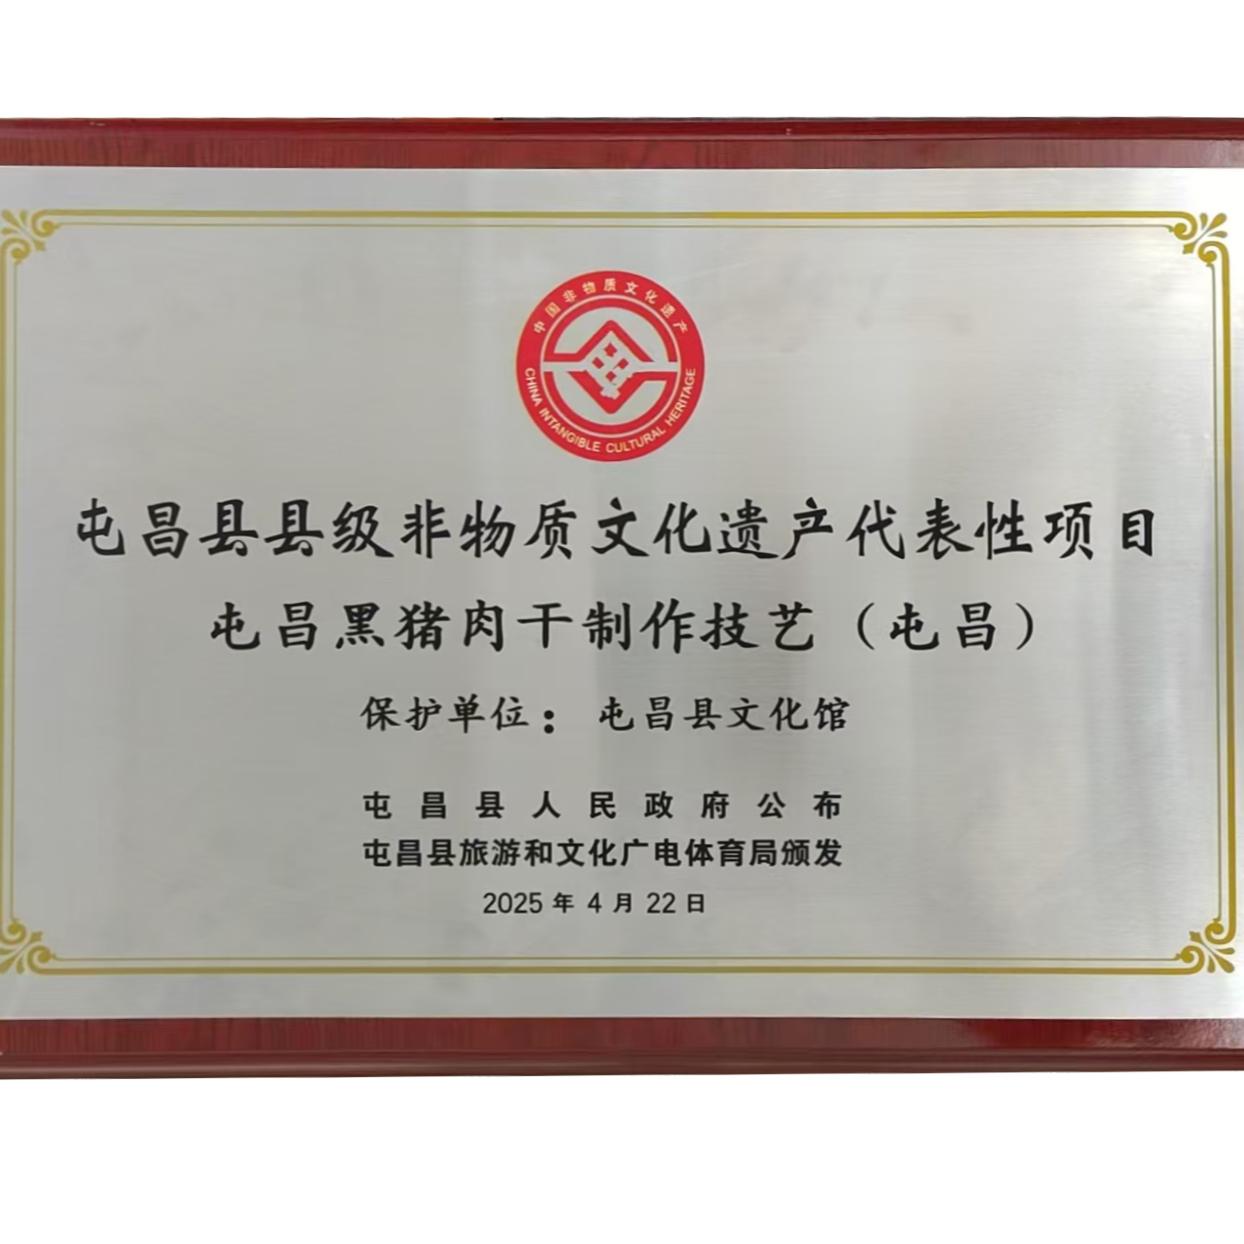 中国非物质文化遗产
CHINA INTANGIBLE CULTURAL HERITAGE
屯昌县县级非物质文化遗产代表性项目
屯昌黑猪肉干制作技艺（屯昌）
保护单位：屯昌县文化馆
屯昌县人民政府公布
屯昌县旅游和文化广电体育局颁发
2025年4月22日